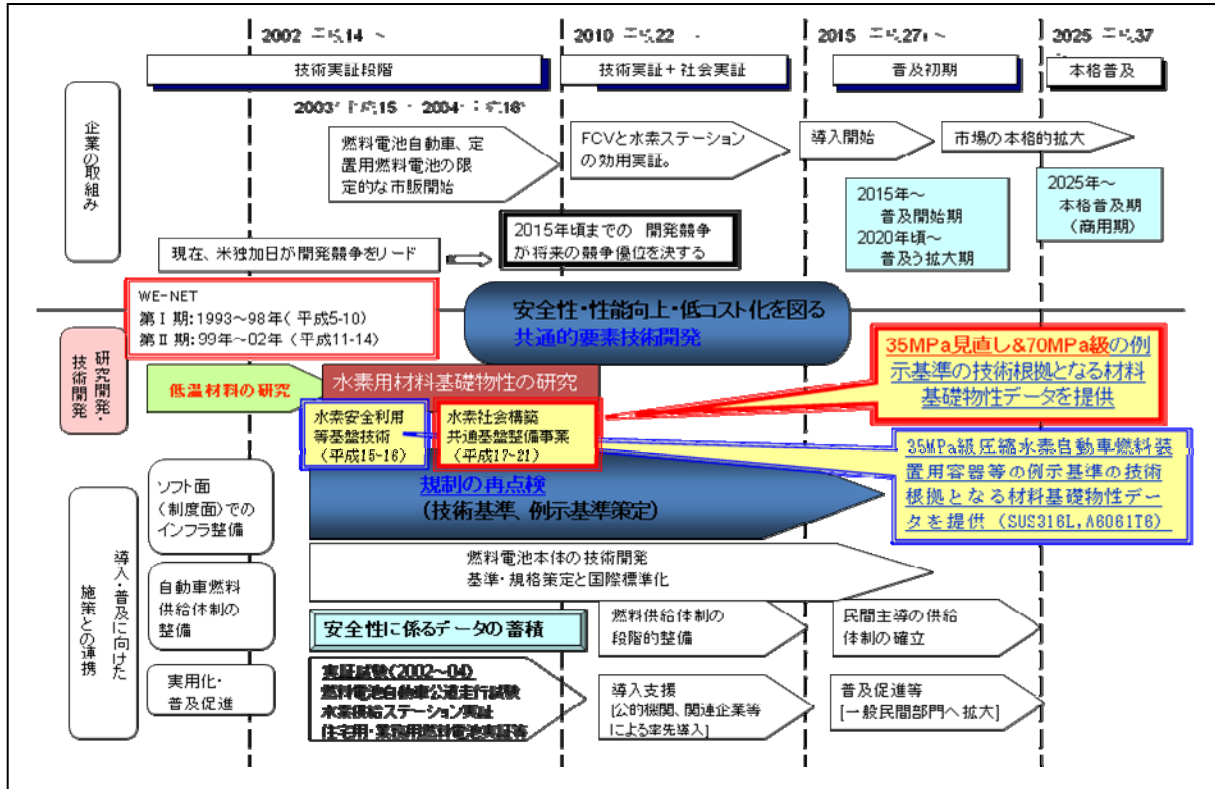 2002
2010
2015
2025
技術実証段階
技術実証＋社会実証
普及初期
本格普及
企業の取組み
燃料電池自動車、定
置用燃料電池の限
定的な市販開始
FCVと水素ステーション
の効用実証。
導入開始
市場の本格的拡大
2015年～
普及開始期
2020年頃～
普及う拡大期
2025年～
本格普及期
（商用期）
現在、米独加日が開発競争をリード
2015年頃までの 開発競争
が将来の競争優位を決する
WE-NET
第Ⅰ期：1993～98年（ 平成5-10）
第Ⅱ期：99年～02年（平成11-14）
安全性・性能向上・低コスト化を図る
共通的要素技術開発
研究開発・
技術開発
低温材料の研究
水素用材料基礎物性の研究
水素安全利用
等基盤技術
（平成15-16）
水素社会構築
共通基盤整備事業
（平成17-21）
35MPa見直し&70MPa級の例
示基準の技術根拠となる材料
基礎物性データを提供
35MPa級圧縮水素自動車燃料装
置用容器等の例示基準の技術
根拠となる材料基礎物性デー
タを提供（SUS316L,A6061T6）
規制の再点検
（技術基準、例示基準策定）
導入・普及に向けた
施策との連携
ソフト面
（制度面）での
インフラ整備
燃料電池本体の技術開発
基準・規格策定と国際標準化
自動車燃料
供給体制の
整備
安全性に係るデータの蓄積
燃料供給体制の
段階的整備
民間主導の供給
体制の確立
実用化・
普及促進
実証試験（2002～04）
燃料電池自動車公道走行試験
水素供給ステーション実証
住宅用・業務用燃料電池実証等
導入支援
[公的機関、関連企業等
による率先導入]
普及促進等
[一般民間部門へ拡大]